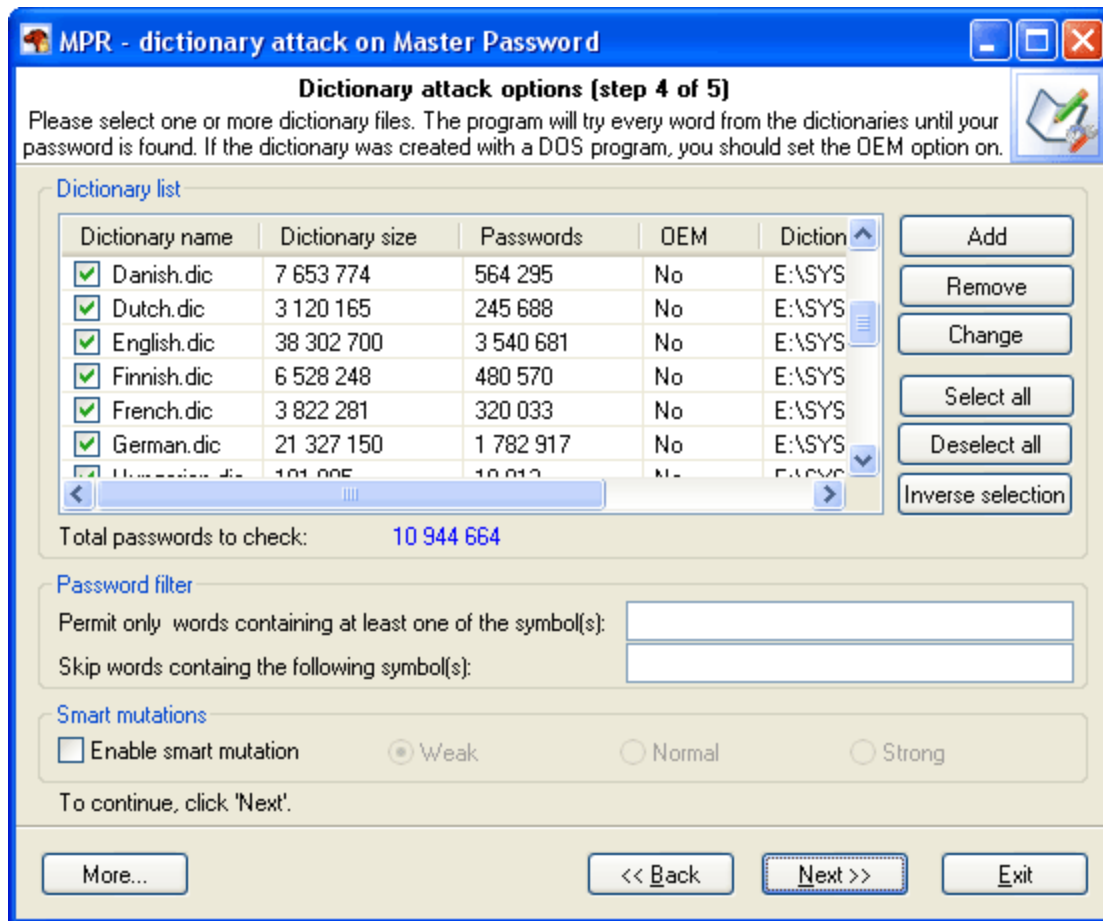 MPR - dictionary attack on Master Password
Dictionary attack options (step 4 of 5)
Please select one or more dictionary files. The program will try every word from the dictionaries until your
password is found. If the dictionary was created with a DOS program, you should set the OEM option on.
Dictionary list
Dictionary name Dictionary size Passwords OEM Diction
Danish.dic 7 653 774 564 295 No E:\SYS
Dutch.dic 3 120 165 245 688 No E:\SYS
English.dic 38 302 700 3 540 681 No E:\SYS
Finnish.dic 6 528 248 480 570 No E:\SYS
French.dic 3 822 281 320 033 No E:\SYS
German.dic 21 327 150 1 782 917 No E:\SYS
Add
Remove
Change
Select all
Deselect all
Inverse selection
Total passwords to check: 10 944 664
Password filter
Permit only words containing at least one of the symbol(s):
Skip words containg the following symbol(s):
Smart mutations
Enable smart mutation Weak Normal Strong
To continue, click 'Next'.
More... << Back Next >> Exit